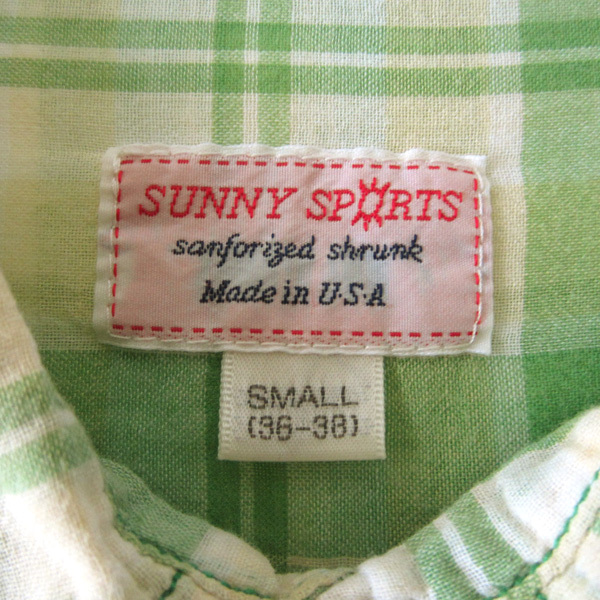 SUNNY SPORTS
sanforized shrunk
Made in U.S.A
SMALL
(36-38)